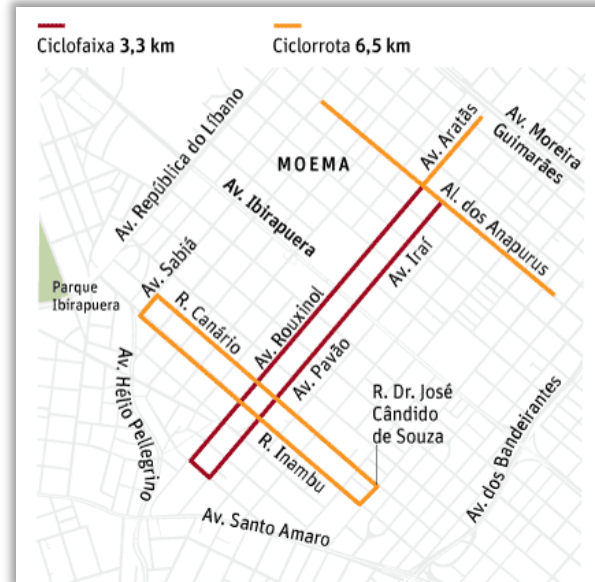 Ciclofaixa 3,3 km
Ciclorrota 6,5 km
Av. República do Líbano
MOEMA
Av. Ibirapuera
Av. Aratãs
Av. Moreira
Guimarães
Al. dos Anapurus
Av. Iraí
Parque
Ibirapuera
Av. Sabiá
R. Canário
Av. Rouxinol
Av. Pavão
Av. Hélio Pellegrino
R. Inambu
R. Dr. José
Cândido
de Souza
Av. dos Bandeirantes
Av. Santo Amaro